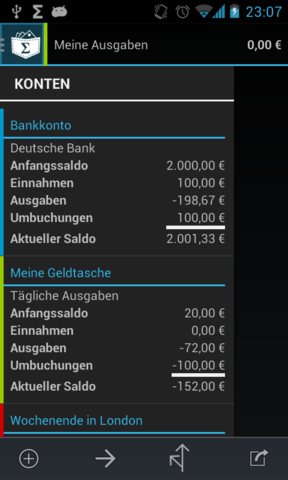 23:07
Meine Ausgaben 0,00 €
KONTEN
Bankkonto
Deutsche Bank
Anfangssaldo 2.000,00 €
Einnahmen 100,00 €
Ausgaben -198,67 €
Umbuchungen 100,00 €
Aktueller Saldo 2.001,33 €
Meine Geldtasche
Tägliche Ausgaben
Anfangssaldo 20,00 €
Einnahmen 0,00 €
Ausgaben -72,00 €
Umbuchungen -100,00 €
Aktueller Saldo -152,00 €
Wochenende in London